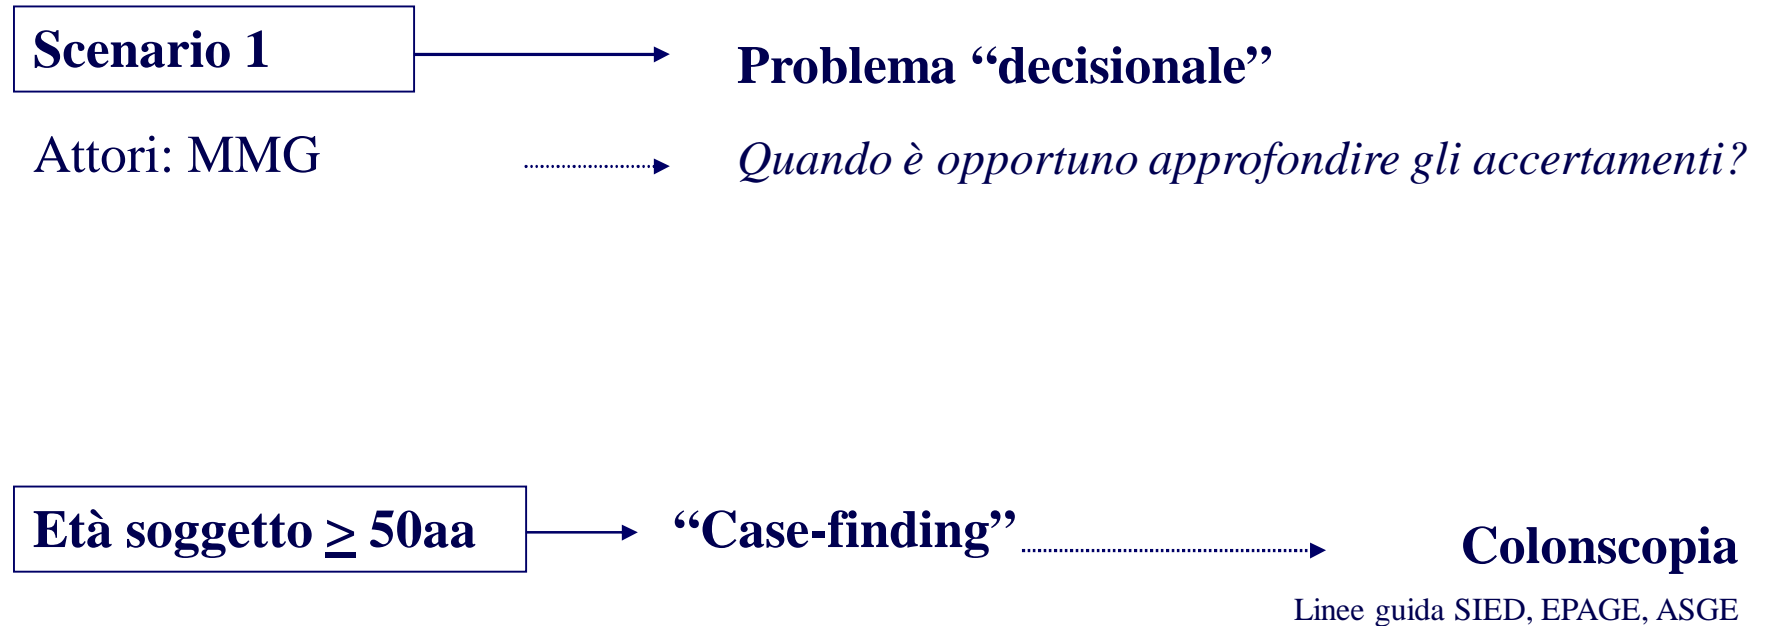 Scenario 1
Problema “decisionale”
Attori: MMG
Quando è opportuno approfondire gli accertamenti?
Età soggetto ≥ 50aa
“Case-finding”
Colonscopia
Linee guida SIED, EPAGE, ASGE